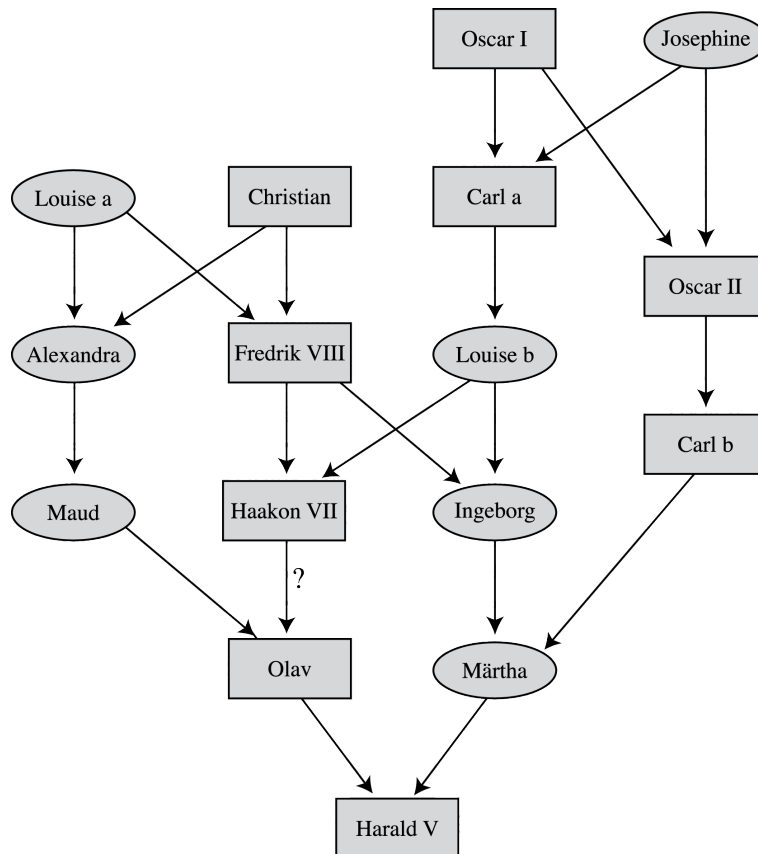 Oscar I
Josephine
Louise a
Christian
Carl a
Oscar II
Alexandra
Fredrik VIII
Louise b
Carl b
Maud
Haakon VII
Ingeborg
?
Olav
Märtha
Harald V